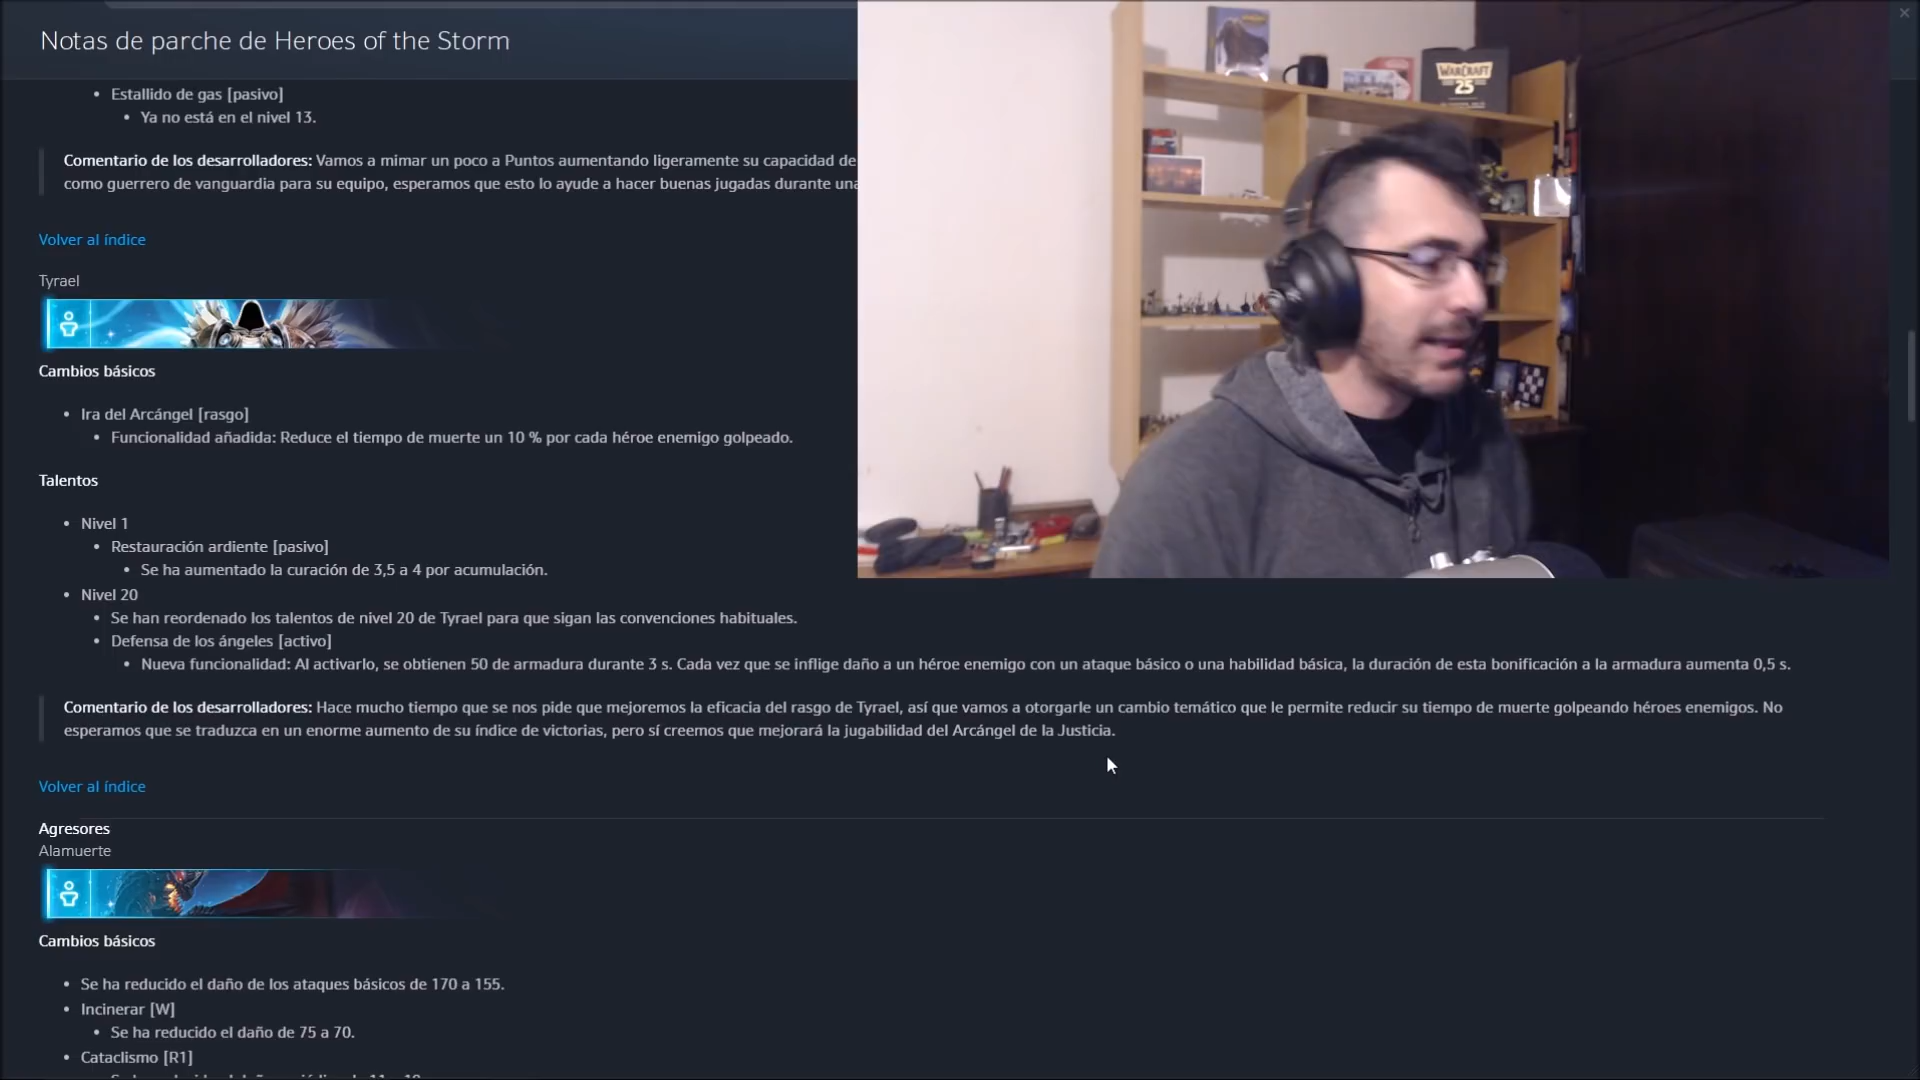 Notas de parche de Heroes of the Storm
Estallido de gas [pasivo]
Ya no está en el nivel 13.
Comentario de los desarrolladores: Vamos a mimar un poco a Puntos aumentando ligeramente su capacidad de
como guerrero de vanguardia para su equipo, esperamos que esto lo ayude a hacer buenas jugadas durante una
Volver al índice
Tyrael
Cambios básicos
Ira del Arcángel [rasgo]
Funcionalidad añadida: Reduce el tiempo de muerte un 10 % por cada héroe enemigo golpeado.
Talentos
Nivel 1
Restauración ardiente [pasivo]
Se ha aumentado la curación de 3,5 a 4 por acumulación.
Nivel 20
Se han reordenado los talentos de nivel 20 de Tyrael para que sigan las convenciones habituales.
Defensa de los ángeles [activo]
Nueva funcionalidad: Al activarlo, se obtienen 50 de armadura durante 3 s. Cada vez que se inflige daño a un héroe enemigo con un ataque básico o una habilidad básica, la duración de esta bonificación a la armadura aumenta 0,5 s.
Comentario de los desarrolladores: Hace mucho tiempo que se nos pide que mejoremos la eficacia del rasgo de Tyrael, así que vamos a otorgarle un cambio temático que le permite reducir su tiempo de muerte golpeando héroes enemigos. No
esperamos que se traduzca en un enorme aumento de su índice de victorias, pero sí creemos que mejorará la jugabilidad del Arcángel de la Justicia.
Volver al índice
Agresores
Alamuerte
Cambios básicos
Se ha reducido el daño de los ataques básicos de 170 a 155.
Incinerar [W]
Se ha reducido el daño de 75 a 70.
Cataclismo [R1]
WARCRAFT
25